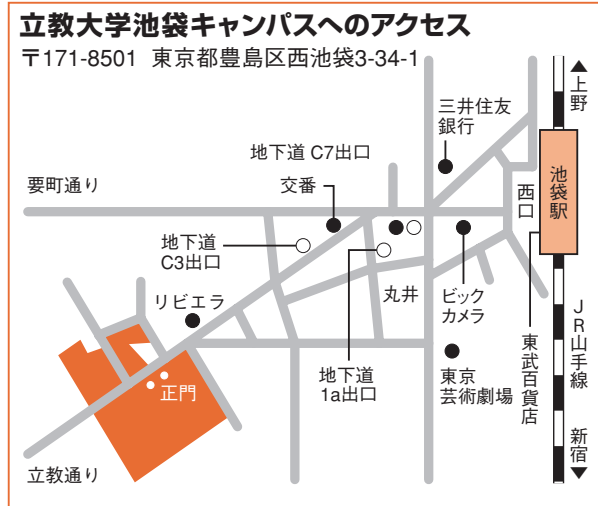 立教大学池袋キャンパスへのアクセス
〒171-8501 東京都豊島区西池袋3-34-1
▲上野
三井住友
銀行
地下道 C7出口
要町通り
交番
池袋駅
西口
地下道
C3出口
丸井
ビック
カメラ
リビエラ
JR山手線
東武百貨店
地下道
1a出口
東京
芸術劇場
正門
立教通り
新宿▼